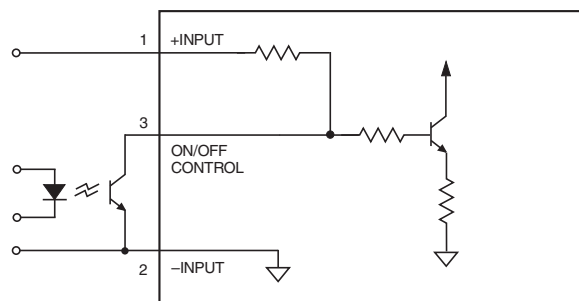 1 +INPUT
3
ON/OFF
CONTROL
2 –INPUT